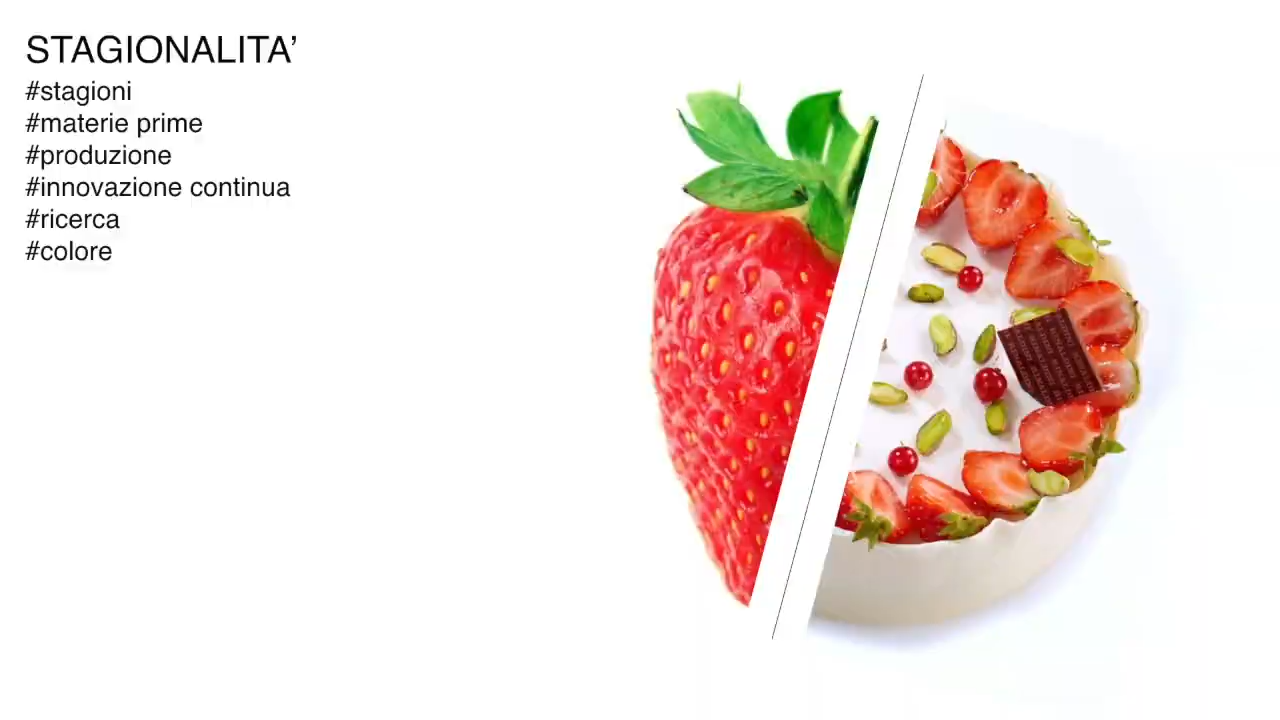 STAGIONALITA’
#stagioni
#materie prime
#produzione
#innovazione continua
#ricerca
#colore